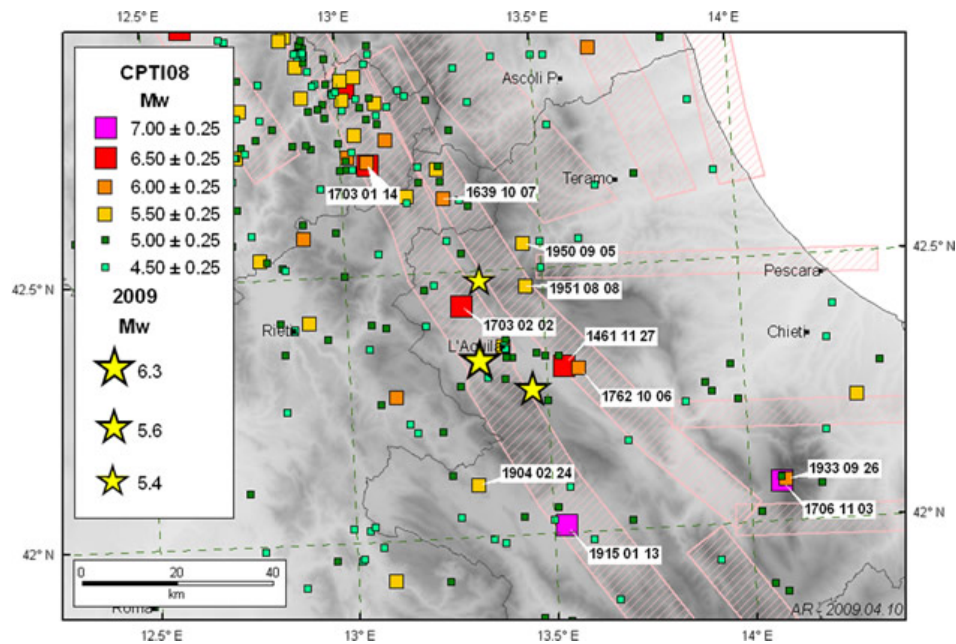 12.5° E
13° E
13.5° E
14° E
CPTI08
Mw
7.00 ± 0.25
6.50 ± 0.25
6.00 ± 0.25
5.50 ± 0.25
5.00 ± 0.25
4.50 ± 0.25
2009
Mw
6.3
5.6
5.4
Ascoli P
Teramo
1703 01 14
1639 10 07
1950 09 05
42.5° N
Pescara
42.5° N
1951 08 08
Rieti
1703 02 02
Chieti
L'Aquila
1461 11 27
1762 10 06
1904 02 24
1933 09 26
1706 11 03
42° N
1915 01 13
42° N
0 20 40
km
Roma
AR - 2009.04.10
12.5° E
13° E
13.5° E
14° E